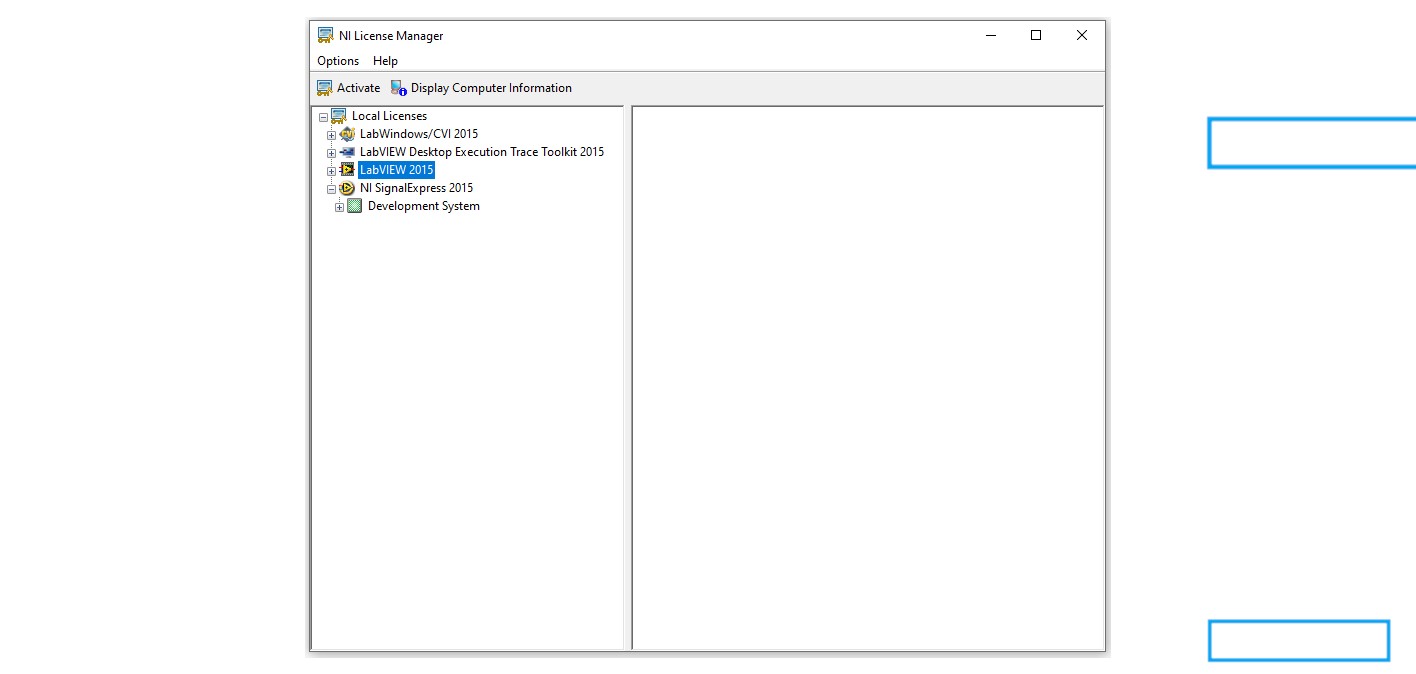 NI License Manager
Options Help
Activate Display Computer Information
Local Licenses
LabWindows/CVI 2015
LabVIEW Desktop Execution Trace Toolkit 2015
LabVIEW 2015
NI SignalExpress 2015
Development System